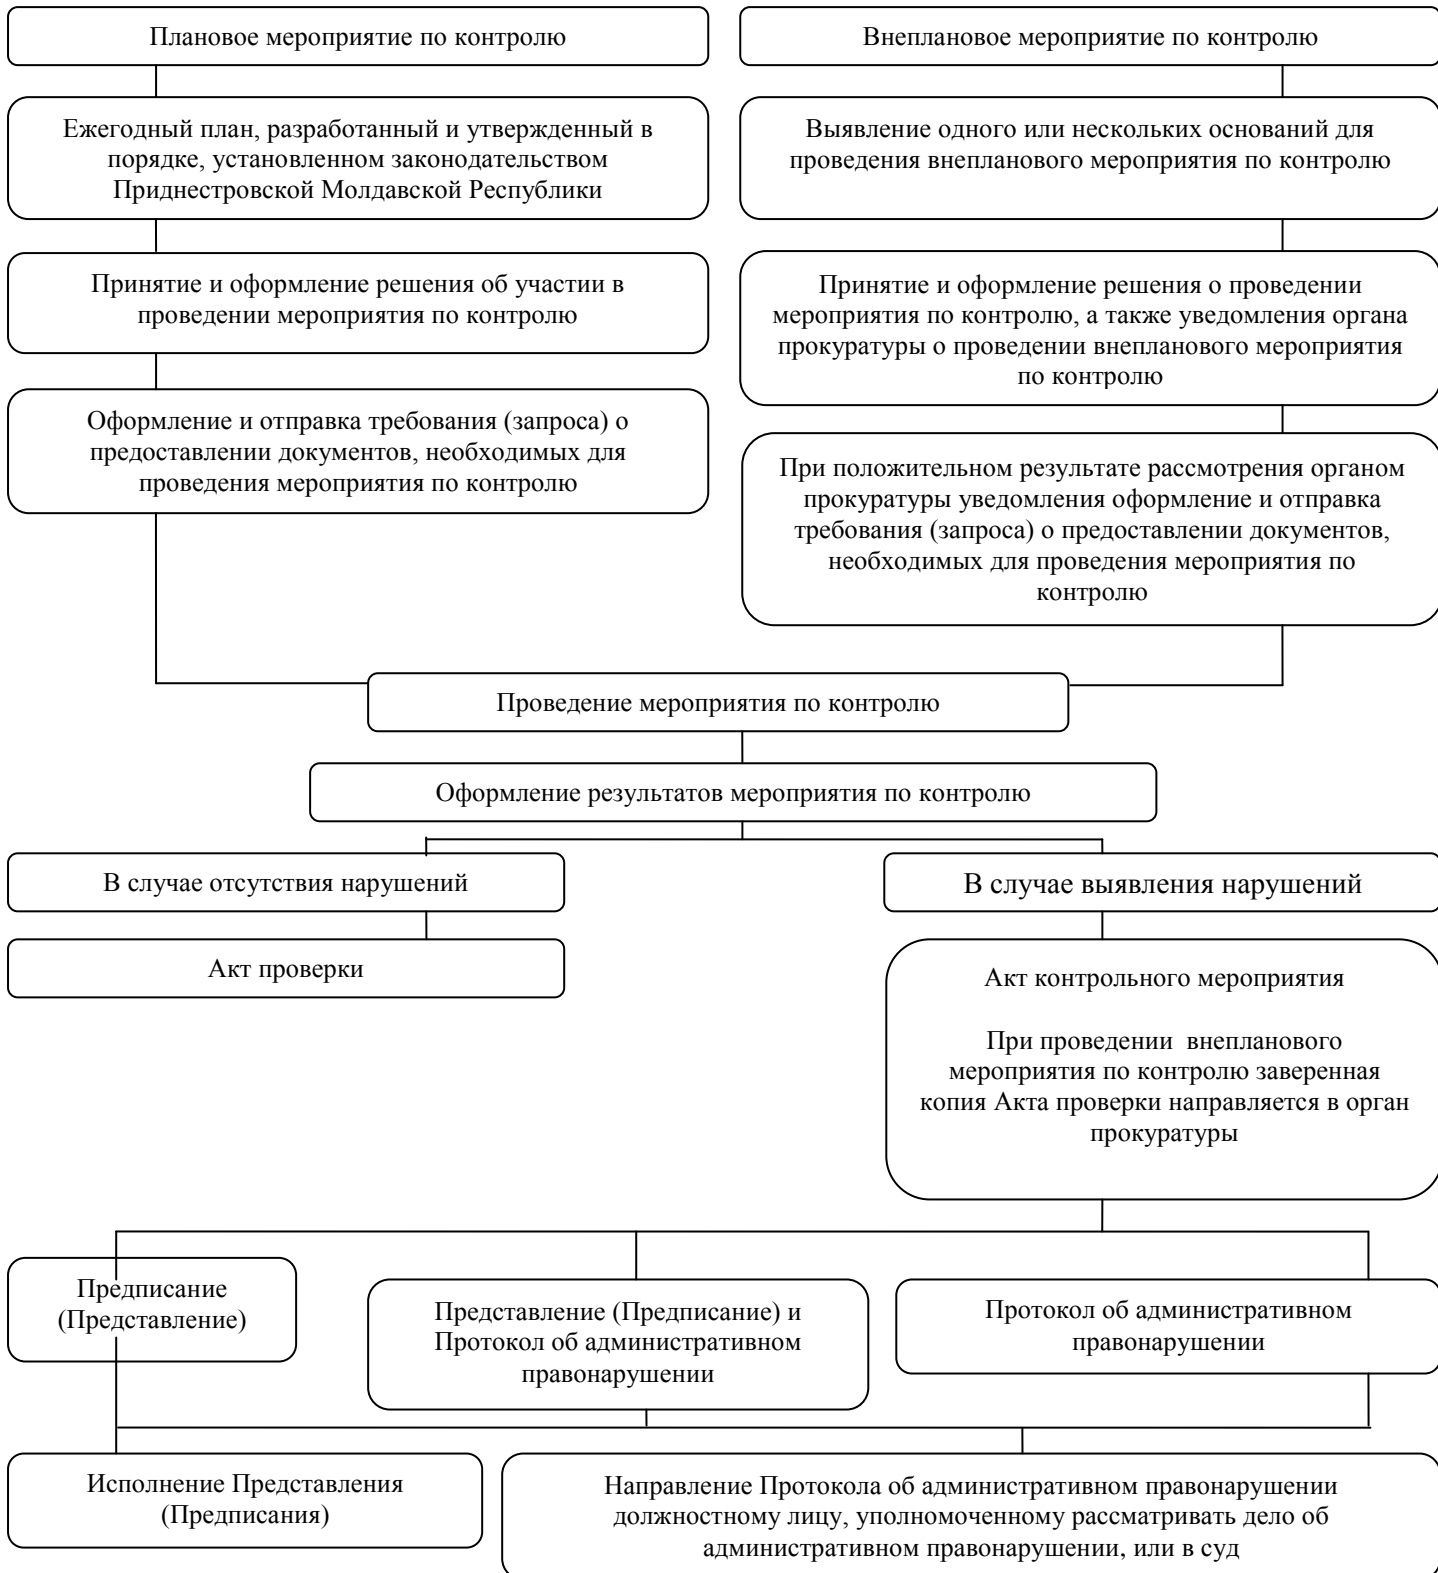 Плановое мероприятие по контролю
Внеплановое мероприятие по контролю
Ежегодный план, разработанный и утвержденный в
порядке, установленном законодательством
Приднестровской Молдавской Республики
Выявление одного или нескольких оснований для
проведения внепланового мероприятия по контролю
Принятие и оформление решения об участии в
проведении мероприятия по контролю
Принятие и оформление решения о проведении
мероприятия по контролю, а также уведомления органа
прокуратуры о проведении внепланового мероприятия
по контролю
Оформление и отправка требования (запроса) о
предоставлении документов, необходимых для
проведения мероприятия по контролю
При положительном результате рассмотрения органом
прокуратуры уведомления оформление и отправка
требования (запроса) о предоставлении документов,
необходимых для проведения мероприятия по
контролю
Проведение мероприятия по контролю
Оформление результатов мероприятия по контролю
В случае отсутствия нарушений
В случае выявления нарушений
Акт проверки
Акт контрольного мероприятия
При проведении внепланового
мероприятия по контролю заверенная
копия Акта проверки направляется в орган
прокуратуры
Предписание
(Представление)
Представление (Предписание) и
Протокол об административном
правонарушении
Протокол об административном
правонарушении
Исполнение Представления
(Предписания)
Направление Протокола об административном правонарушении
должностному лицу, уполномоченному рассматривать дело об
административном правонарушении, или в суд